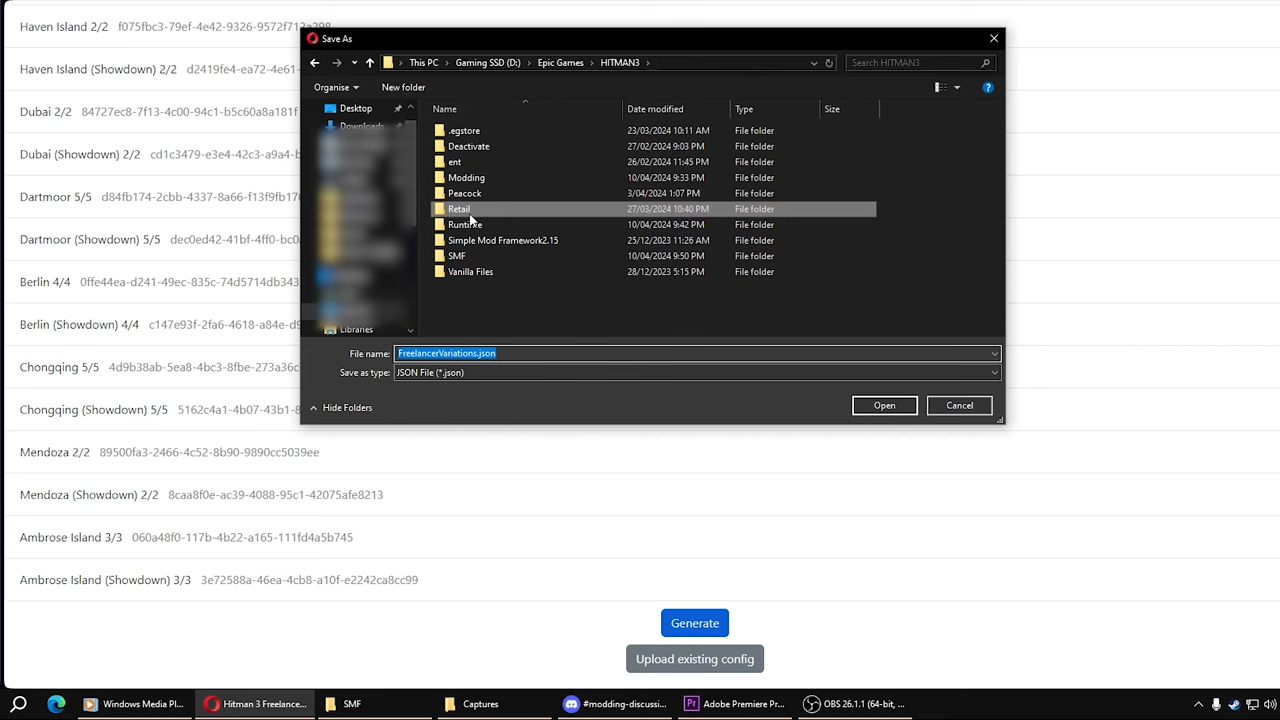 Haven Island 2/2 f075fbc3-79ef-4e42-9326-9572f713a298
Haven Island (Showdown) 2/2 d2419fe4-ea72-4e61-
Dubai 2/2 84727ec8-7f13-4c00-94c1-b5c60a8a181f
Dubai (Showdown) 2/2 cd1c3479-e3e4-42c3-a9a4-b
Dartmoor 5/5 d84fb174-2cbb-4337-8a66-f13f9fb17
Dartmoor (Showdown) 5/5 dec0ed42-41bf-4ff0-bc0
Berlin 4/4 0ffe44ea-d241-49ec-835c-74d5714db343
Berlin (Showdown) 4/4 c147e93f-2fa6-4618-a84e-d9
Chongqing 5/5 4d9b38ab-5ea8-4bc3-8fbe-273a36c
Chongqing (Showdown) 5/5 5162c4a1-4b07-43b1-8
Mendoza 2/2 89500fa3-2466-4c52-8b90-9890cc5039ee
Mendoza (Showdown) 2/2 8caa8f0e-ac39-4088-95c1-42075afe8213
Ambrose Island 3/3 060a48f0-117b-4b22-a165-111fd4a5b745
Ambrose Island (Showdown) 3/3 3e72588a-46ea-4cb8-a10f-e2242ca8cc99
Generate
Upload existing config
Save As
This PC > Gaming SSD (D:) > Epic Games > HITMAN3 >
Search HITMAN3
Organise New folder
Desktop
Downloads
Libraries
Name Date modified Type Size
.egstore 23/03/2024 10:11 AM File folder
Deactivate 27/02/2024 9:03 PM File folder
ent 26/02/2024 11:45 PM File folder
Modding 10/04/2024 9:33 PM File folder
Peacock 3/04/2024 1:07 PM File folder
Retail 27/03/2024 10:40 PM File folder
Runtime 10/04/2024 9:42 PM File folder
Simple Mod Framework2.15 25/12/2023 11:26 AM File folder
SMF 10/04/2024 9:50 PM File folder
Vanilla Files 28/12/2023 5:15 PM File folder
File name: FreelancerVariations.json
Save as type: JSON File (*.json)
Hide Folders Open Cancel
Windows Media Pl... Hitman 3 Freelance... SMF Captures #modding-discussi... Adobe Premiere Pr... OBS 26.1.1 (64-bit, ...